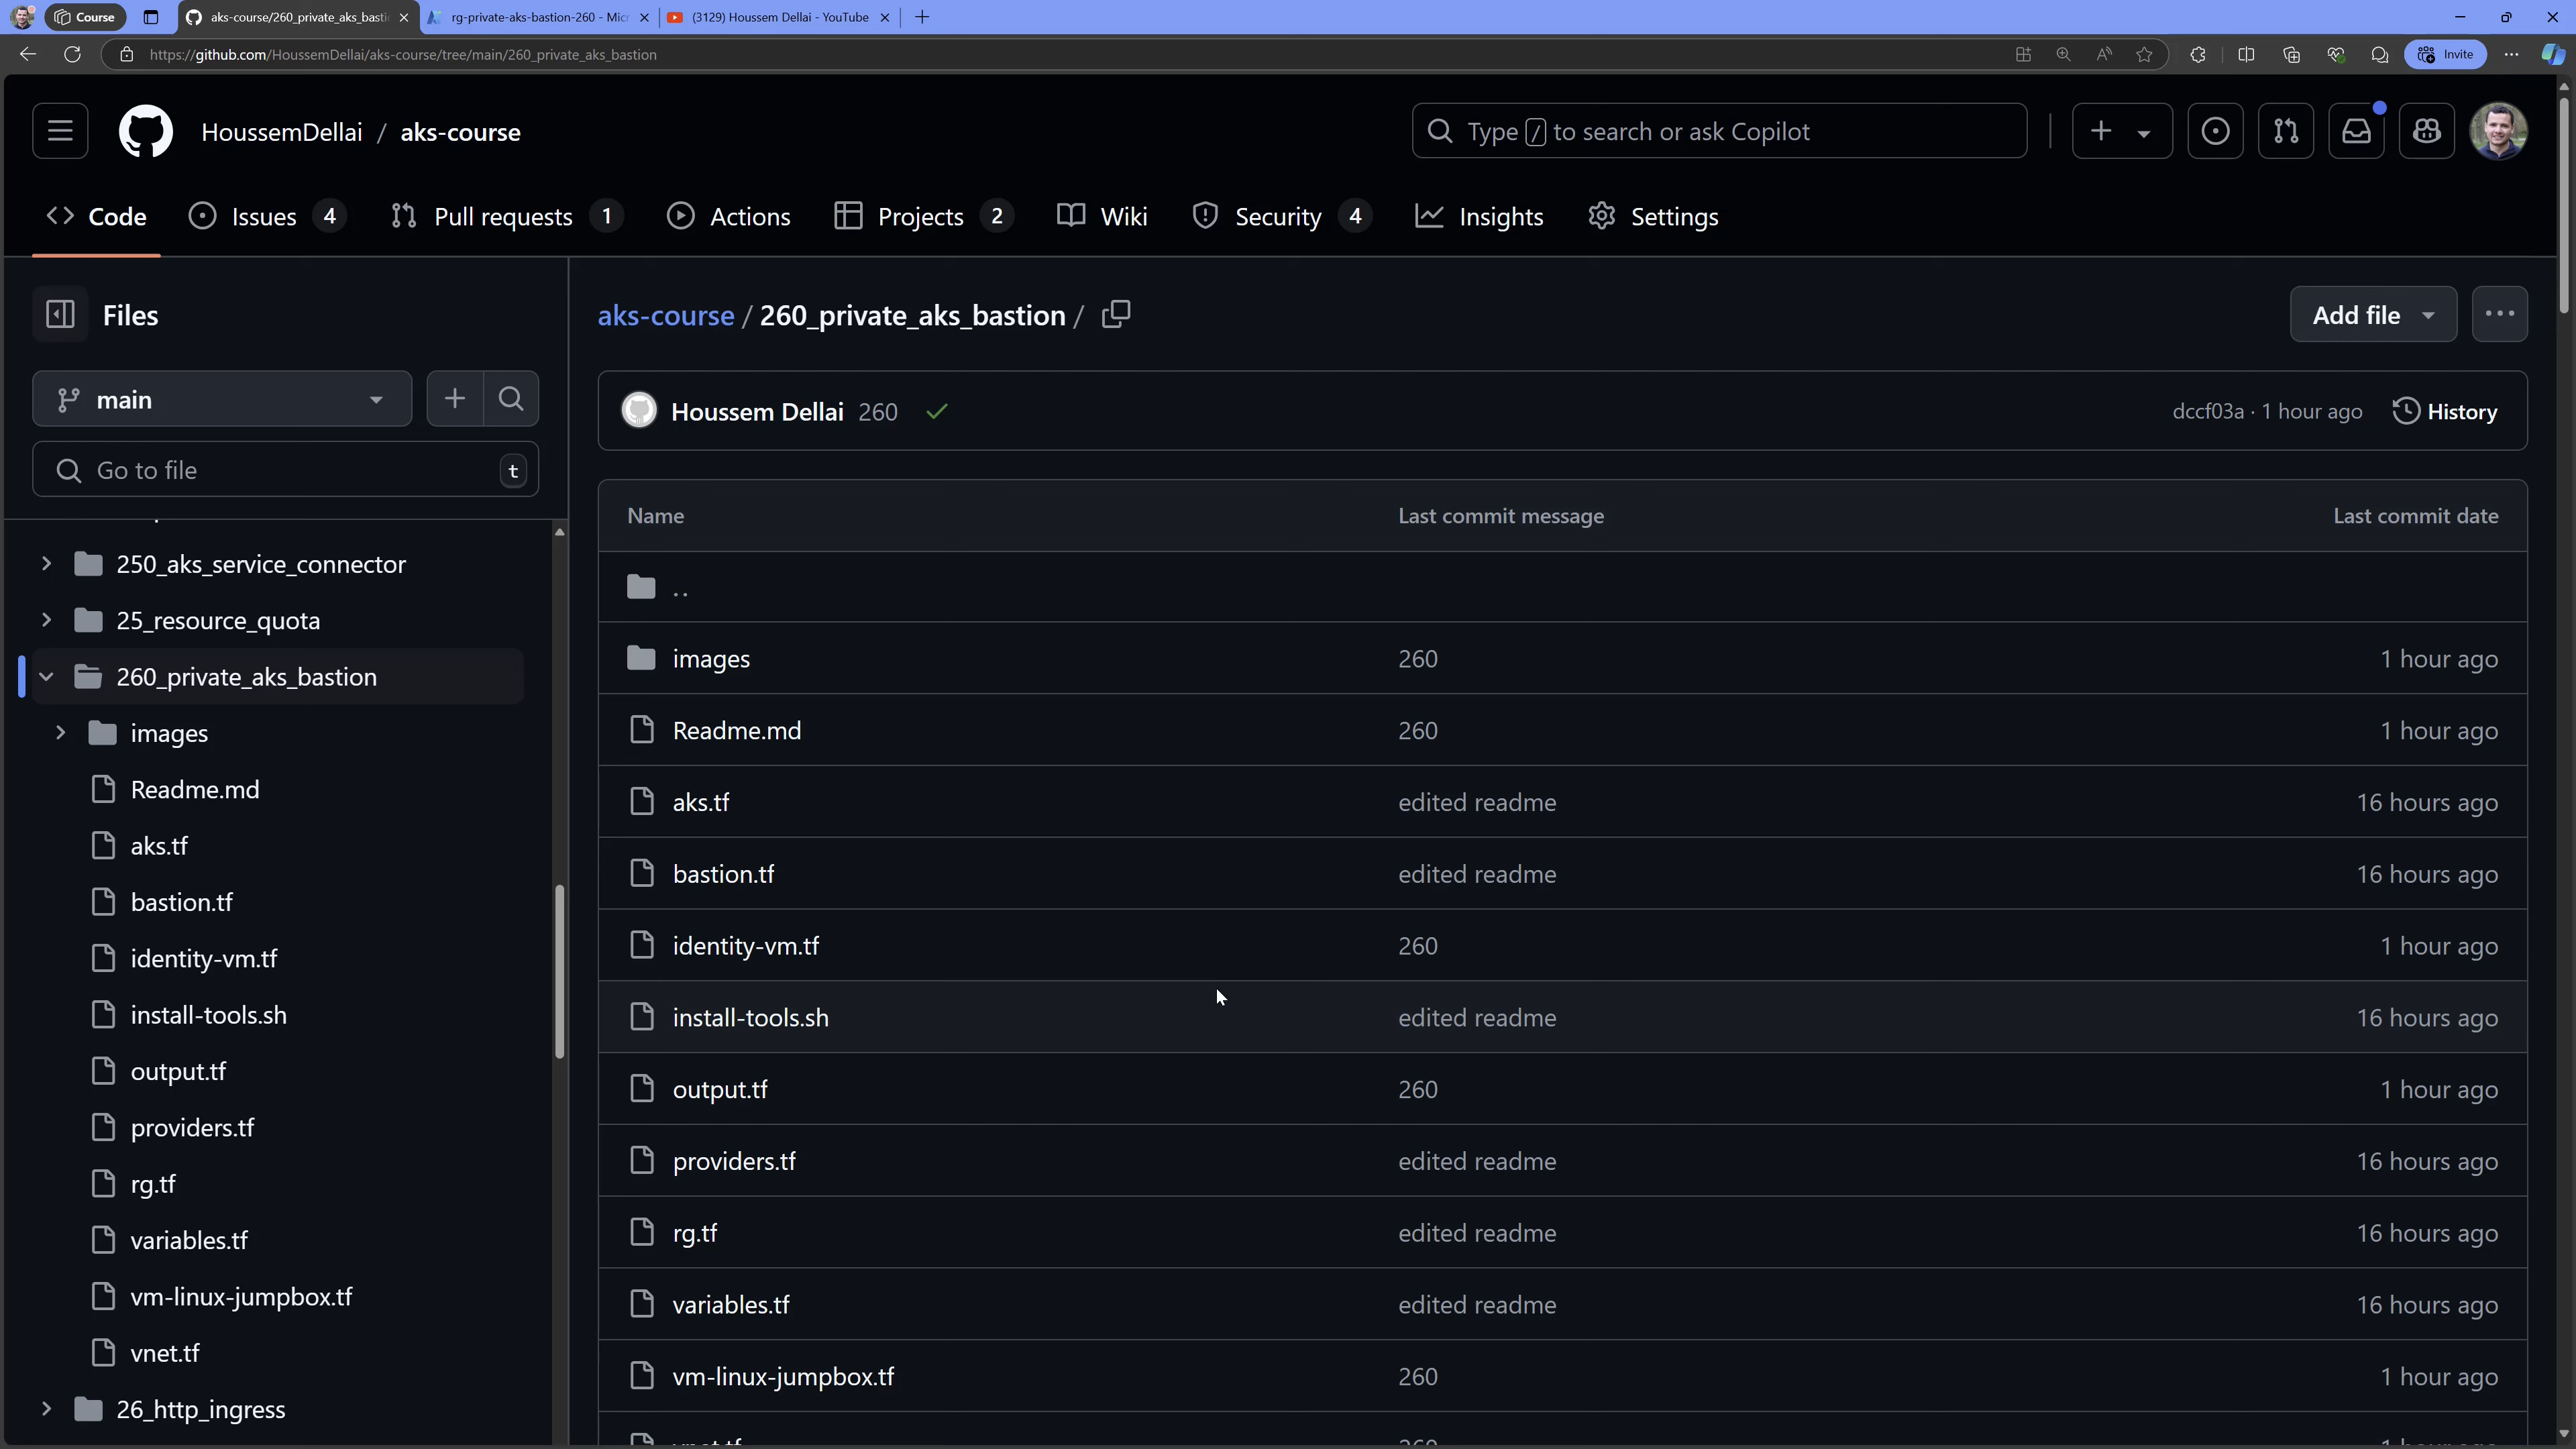 Course
aks-course/260_private_aks_basti
rg-private-aks-bastion-260 - Mic
(3129) Houssem Dellai - YouTube
https://github.com/HoussemDellai/aks-course/tree/main/260_private_aks_bastion
Invite
HoussemDellai / aks-course
Type / to search or ask Copilot
Code
Issues 4
Pull requests 1
Actions
Projects 2
Wiki
Security 4
Insights
Settings
Files
main
Go to file
t
250_aks_service_connector
25_resource_quota
260_private_aks_bastion
images
Readme.md
aks.tf
bastion.tf
identity-vm.tf
install-tools.sh
output.tf
providers.tf
rg.tf
variables.tf
vm-linux-jumpbox.tf
vnet.tf
26_http_ingress
aks-course / 260_private_aks_bastion /
Add file
Houssem Dellai 260
dccf03a · 1 hour ago
History
Name Last commit message Last commit date
..
images 260 1 hour ago
Readme.md 260 1 hour ago
aks.tf edited readme 16 hours ago
bastion.tf edited readme 16 hours ago
identity-vm.tf 260 1 hour ago
install-tools.sh edited readme 16 hours ago
output.tf 260 1 hour ago
providers.tf edited readme 16 hours ago
rg.tf edited readme 16 hours ago
variables.tf edited readme 16 hours ago
vm-linux-jumpbox.tf 260 1 hour ago
vnet.tf 260 1 hour ago